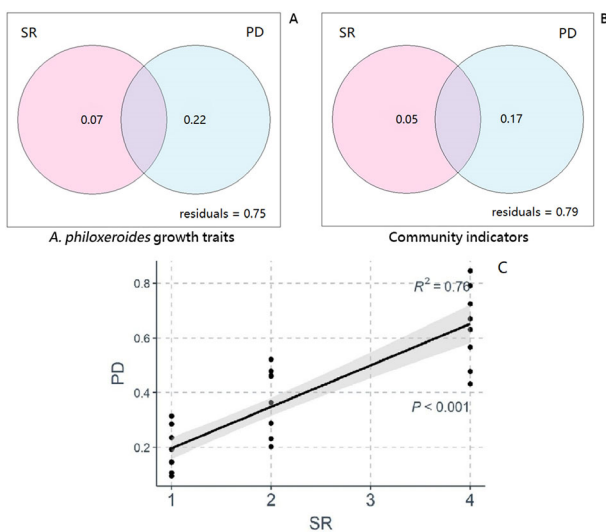 A
SR
PD
0.07
0.22
residuals = 0.75
A. philoxeroides growth traits
B
SR
PD
0.05
0.17
residuals = 0.79
Community indicators
C
R² = 0.76
P < 0.001
0.8
0.6
0.4
0.2
PD
1
2
3
4
SR